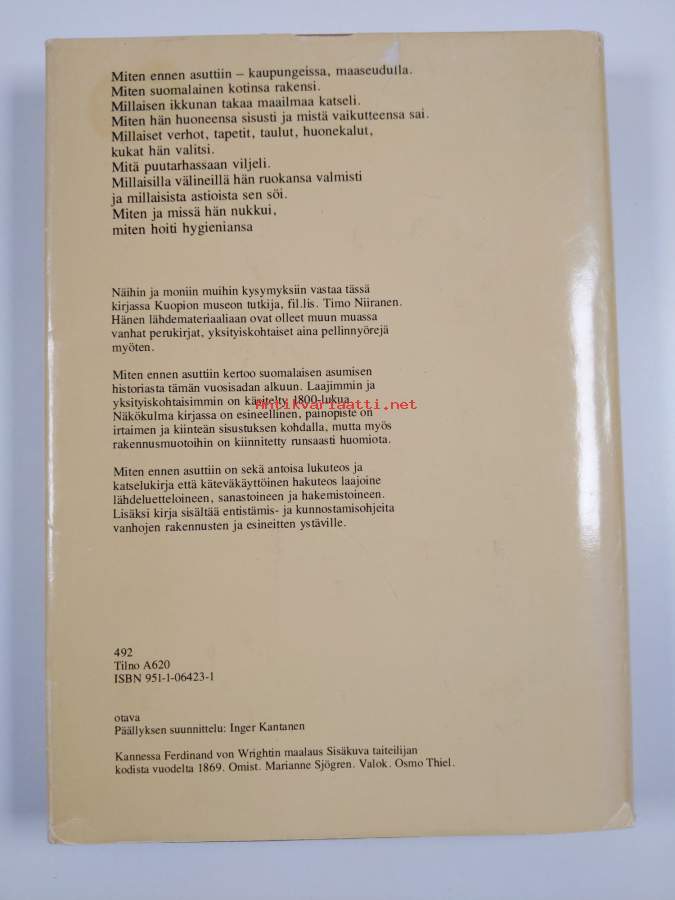 Miten ennen asuttiin – kaupungeissa, maaseudulla.
Miten suomalainen kotinsa rakensi.
Millaisen ikkunan takaa maailmaa katseli.
Miten hän huoneensa sisusti ja mistä vaikutteensa sai.
Millaiset verhot, tapetit, taulut, huonekalut,
kukat hän valitsi.
Mitä puutarhassaan viljeli.
Millaisilla välineillä hän ruokansa valmisti
ja millaisista astioista sen söi.
Miten ja missä hän nukkui,
miten hoiti hygieniansa
Näihin ja moniin muihin kysymyksiin vastaa tässä
kirjassa Kuopion museon tutkija, fil.lis. Timo Niiranen.
Hänen lähdemateriaaliaan ovat olleet muun muassa
vanhat perukirjat, yksityiskohtaiset aina pellinnyörejä
myöten.
Miten ennen asuttiin kertoo suomalaisen asumisen
historiasta tämän vuosisadan alkuun. Laajimmin ja
yksityiskohtaisimmin on käsitelty 1800-lukua.
Antikvariaatti.net
Näkökulma kirjassa on esineellinen, painopiste on
irtaimen ja kiinteän sisustuksen kohdalla, mutta myös
rakennusmuotoihin on kiinnitetty runsaasti huomiota.
Miten ennen asuttiin on sekä antoisa lukuteos ja
katselukirja että käteväkäyttöinen hakuteos laajoine
lähdeluetteloineen, sanastoineen ja hakemistoineen.
Lisäksi kirja sisältää entistämis- ja kunnostamisohjeita
vanhojen rakennusten ja esineitten ystäville.
492
Tilno A620
ISBN 951-1-06423-1
otava
Päällyksen suunnittelu: Inger Kantanen
Kannessa Ferdinand von Wrightin maalaus Sisäkuva taiteilijan
kodista vuodelta 1869. Omist. Marianne Sjögren. Valok. Osmo Thiel.